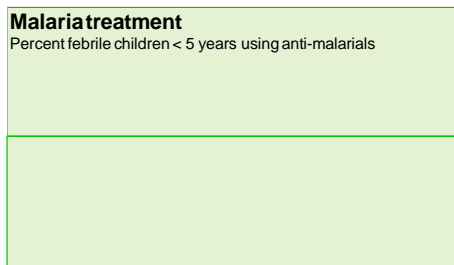 Malaria treatment
Percent febrile children < 5 years using anti-malarials